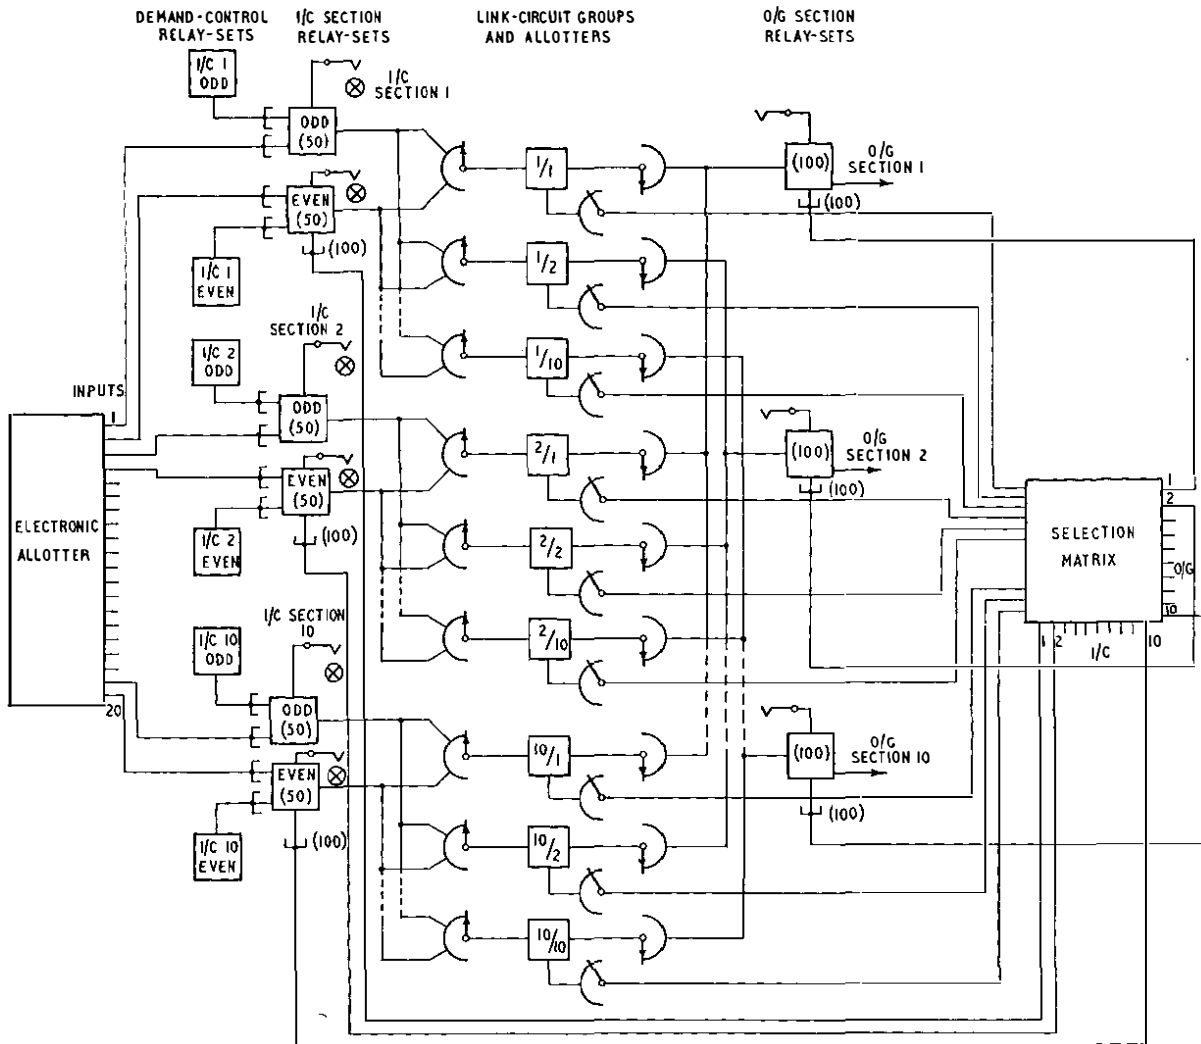 DEMAND-CONTROL
RELAY-SETS
I/C SECTION
RELAY-SETS
LINK-CIRCUIT GROUPS
AND ALLOTTERS
O/G SECTION
RELAY-SETS
I/C 1
ODD
I/C
SECTION 1
ODD
(50)
1/1
(100)
O/G
SECTION 1
(100)
EVEN
(50)
(100)
I/C 1
EVEN
1/2
I/C
SECTION 2
I/C 2
ODD
1/10
INPUTS
1
ODD
(50)
2/1
(100)
O/G
SECTION 2
(100)
EVEN
(50)
(100)
ELECTRONIC
ALLOTTER
I/C 2
EVEN
2/2
SELECTION
MATRIX
1
2
O/G
10
1 2
I/C
10
I/C SECTION
10
I/C 10
ODD
2/10
20
ODD
(50)
10/1
(100)
O/G
SECTION 10
(100)
EVEN
(50)
(100)
I/C 10
EVEN
10/2
10/10